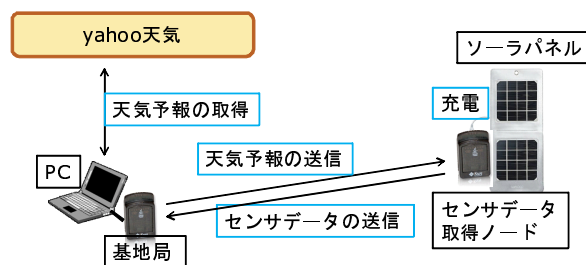 yahoo天気
ソーラパネル
充電
天気予報の取得
天気予報の送信
PC
センサデータの送信
センサデータ
取得ノード
基地局